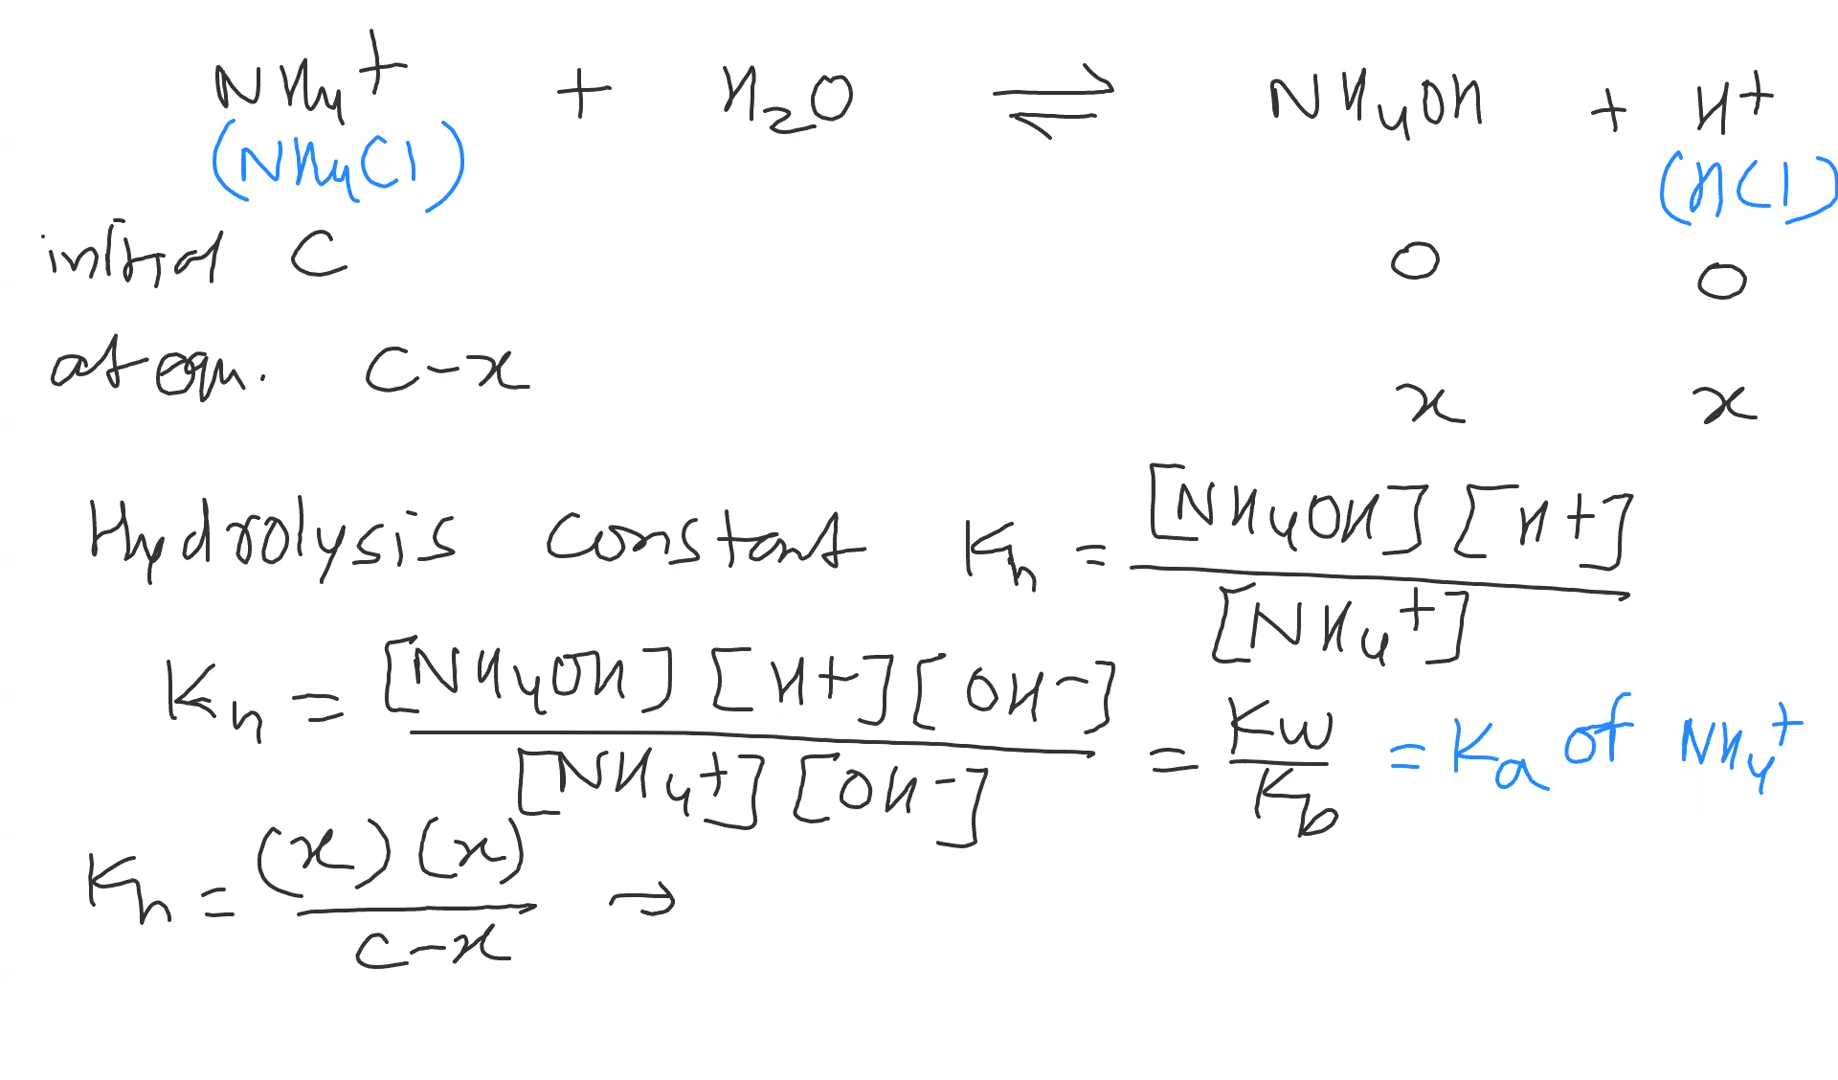 NH4+ + H2O ⇌ NH4OH + H+
(NH4Cl) (HCl)
initial C 0 0
at eqm. C-x x x
Hydrolysis constant Kh = [NH4OH][H+] / [NH4+]
Kh = [NH4OH][H+][OH-] / [NH4+][OH-] = Kw / Kb = Ka of NH4+
Kh = (x)(x) / C-x →